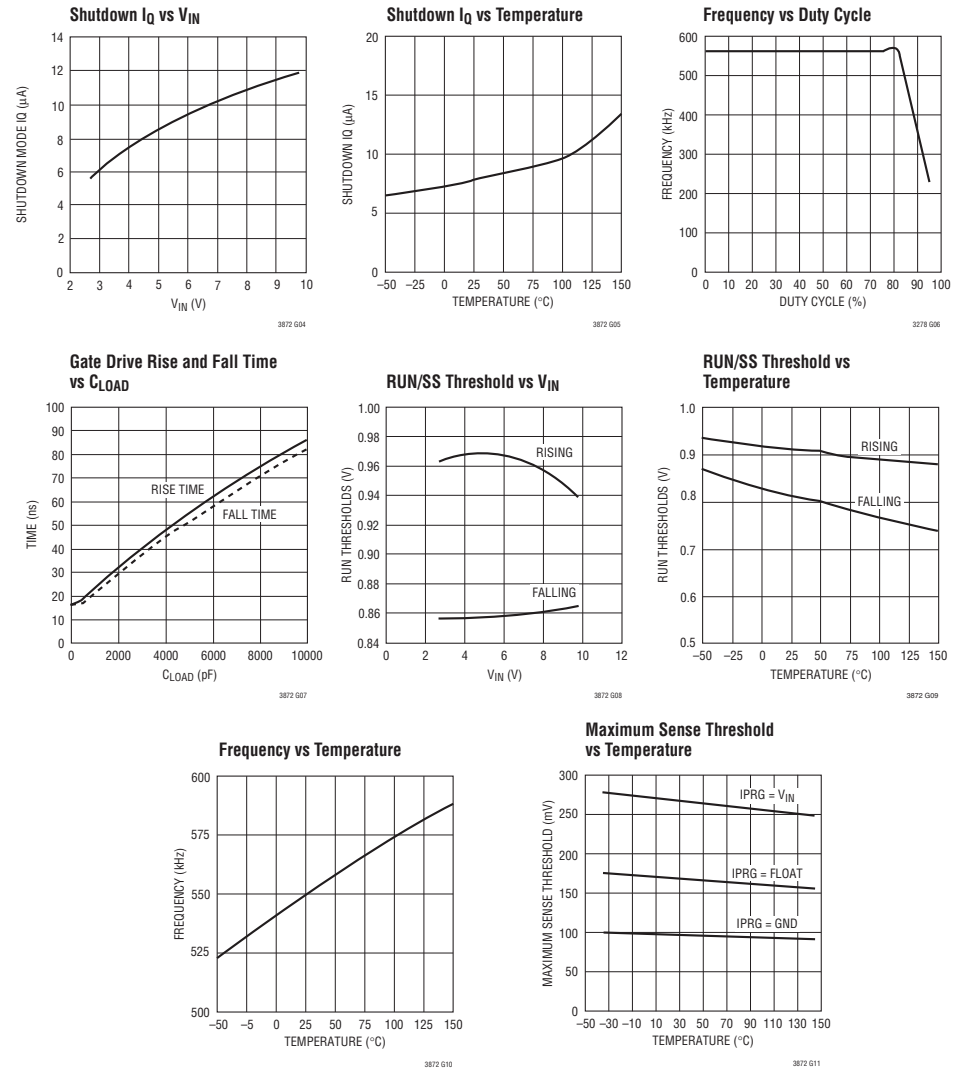 Shutdown IQ vs VIN
14
12
10
8
6
4
2
0
SHUTDOWN MODE IQ (µA)
2 3 4 5 6 7 8 9 10
VIN (V)
3872 G04
Shutdown IQ vs Temperature
20
15
10
5
0
SHUTDOWN IQ (µA)
–50 –25 0 25 50 75 100 125 150
TEMPERATURE (°C)
3872 G05
Frequency vs Duty Cycle
600
500
400
300
200
100
0
FREQUENCY (kHz)
0 10 20 30 40 50 60 70 80 90 100
DUTY CYCLE (%)
3278 G06
Gate Drive Rise and Fall Time
vs CLOAD
100
90
80
70
60
50
40
30
20
10
0
TIME (ns)
RISE TIME
FALL TIME
0 2000 4000 6000 8000 10000
CLOAD (pF)
3872 G07
RUN/SS Threshold vs VIN
1.00
0.98
0.96
0.94
0.92
0.90
0.88
0.86
0.84
RUN THRESHOLDS (V)
RISING
FALLING
0 2 4 6 8 10 12
VIN (V)
3872 G08
RUN/SS Threshold vs
Temperature
1.0
0.9
0.8
0.7
0.6
0.5
RUN THRESHOLDS (V)
RISING
FALLING
–50 –25 0 25 50 75 100 125 150
TEMPERATURE (°C)
3872 G09
Frequency vs Temperature
600
575
550
525
500
FREQUENCY (kHz)
–50 –5 0 25 50 75 100 125 150
TEMPERATURE (°C)
3872 G10
Maximum Sense Threshold
vs Temperature
300
250
200
150
100
50
0
MAXIMUM SENSE THRESHOLD (mV)
IPRG = VIN
IPRG = FLOAT
IPRG = GND
–50 –30 –10 10 30 50 70 90 110 130 150
TEMPERATURE (°C)
3872 G11